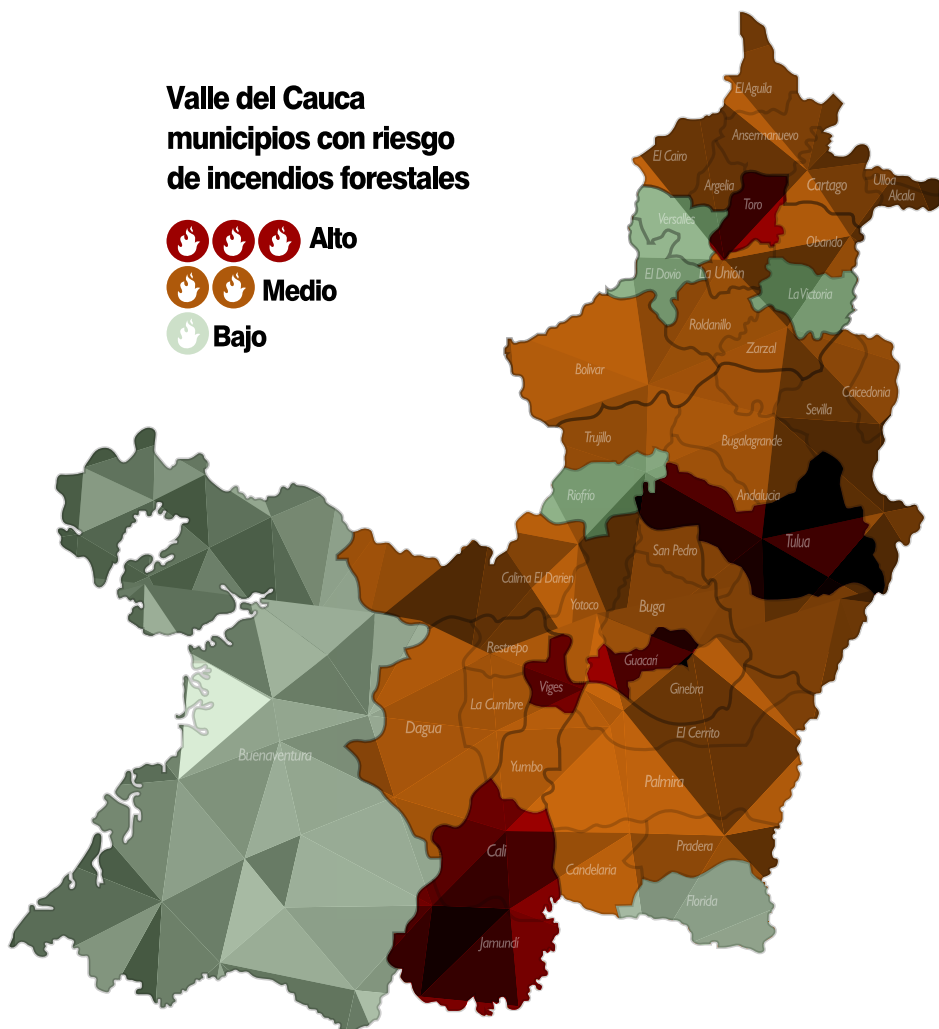 Valle del Cauca
municipios con riesgo
de incendios forestales
Alto
Medio
Bajo
El Aguila
Ansermanuevo
El Cairo
Argelia
Toro
Cartago
Ulloa
Alcala
Versalles
Obando
El Dovio
La Unión
La Victoria
Roldanillo
Zarzal
Bolivar
Caicedonia
Sevilla
Trujillo
Bugalagrande
Riofrio
Andalucia
Tulua
San Pedro
Calima El Darien
Yotoco
Buga
Restrepo
Guacari
Viges
Ginebra
La Cumbre
Dagua
El Cerrito
Buenaventura
Yumbo
Palmira
Cali
Pradera
Candelaria
Florida
Jamundi